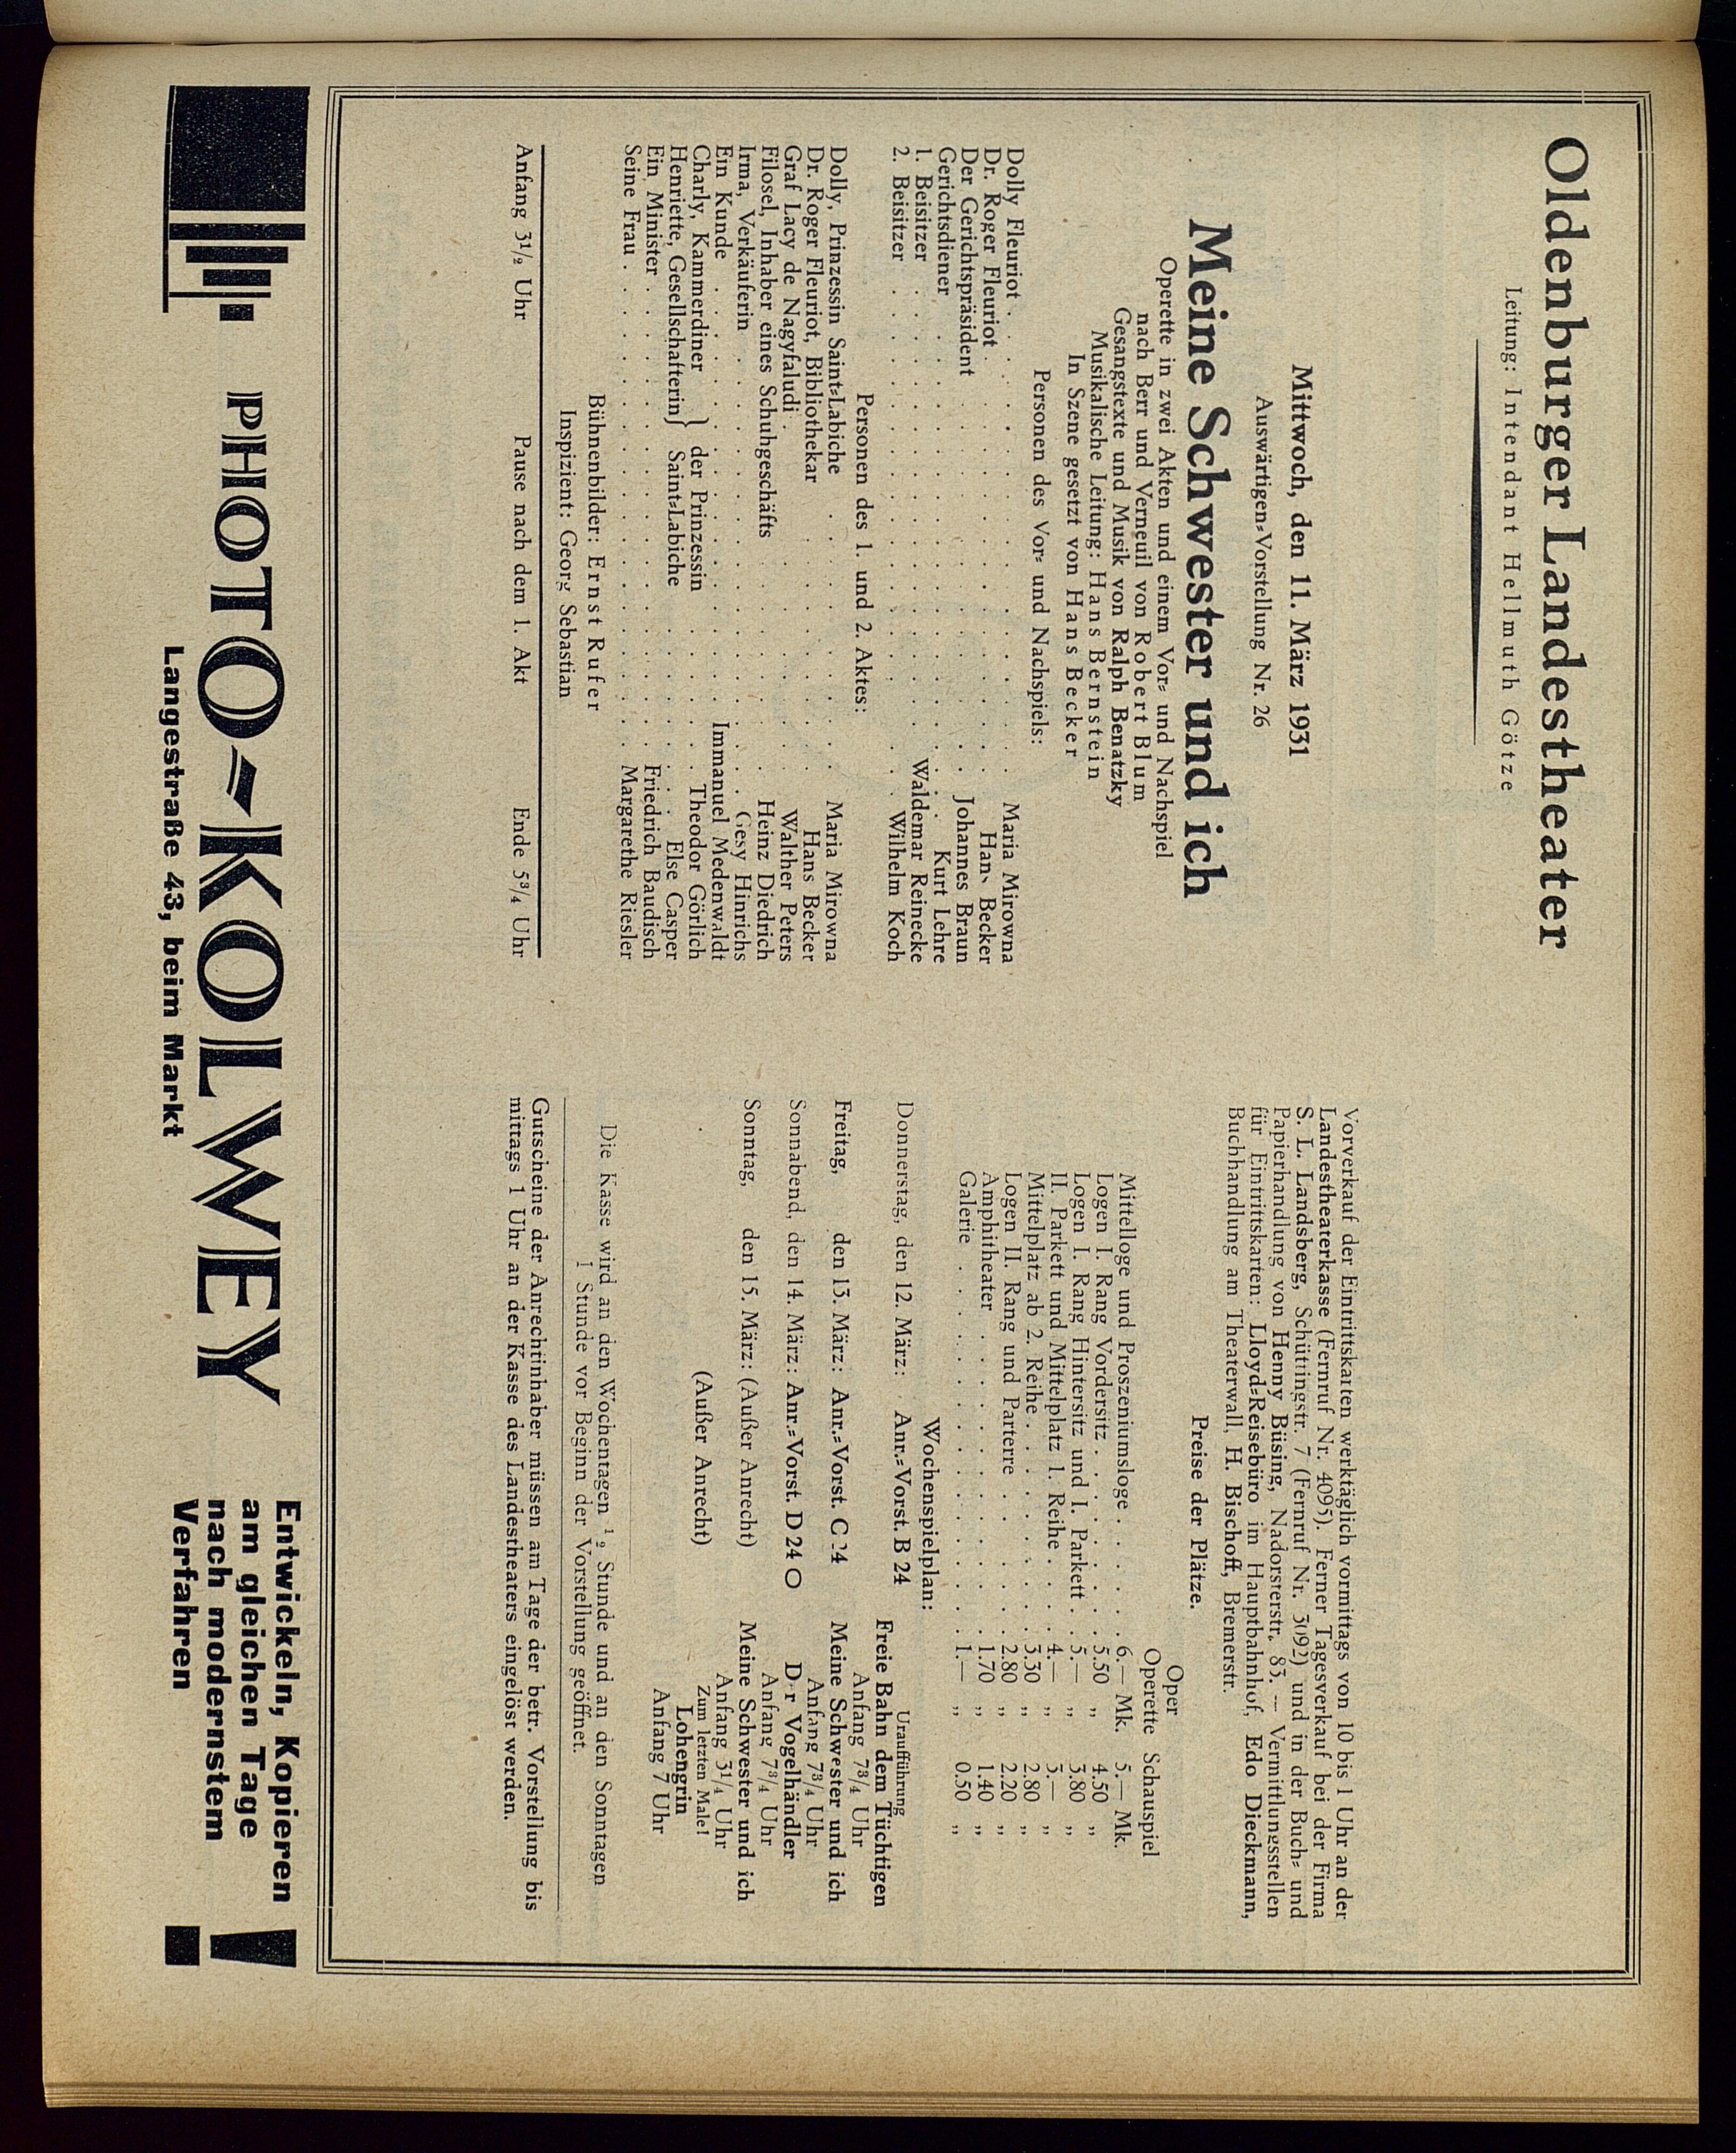 Oldenburger Landestheater
Leitung: Intendant Hellmuth Götze
Mittwoch, den 11. März 1931
Auswärtigen=Vorstellung Nr. 26
Meine Schwester und ich
Operette in zwei Akten und einem Vor= und Nachspiel
nach Berr und Verneuil von Robert Blum
Gesangstexte und Musik von Ralph Benatzky
Musikalische Leitung: Hans Bernstein
In Szene gesetzt von Hans Becker
Personen des Vor= und Nachspiels:
Dolly Fleuriot . . . . . . . . . Maria Mirowna
Dr. Roger Fleuriot . . . . . . . . . Hans Becker
Der Gerichtspräsident . . . . . . . . . Johannes Braun
Gerichtsdiener . . . . . . . . . Kurt Lehre
1. Beisitzer . . . . . . . . . Waldemar Reinecke
2. Beisitzer . . . . . . . . . Wilhelm Koch
Personen des 1. und 2. Aktes:
Dolly, Prinzessin Saint=Labiche . . . . . . Maria Mirowna
Dr. Roger Fleuriot, Bibliothekar . . . . . . Hans Becker
Graf Lacy de Nagyfaludi . . . . . . Walther Peters
Filosel, Inhaber eines Schuhgeschäfts . . . . . . Heinz Diedrich
Irma, Verkäuferin . . . . . . . . . Gesy Hinrichs
Ein Kunde . . . . . . . . . Immanuel Medenwaldt
Charly, Kammerdiner } der Prinzessin . . . . Theodor Görlich
Henriette, Gesellschafterin } Saint=Labiche . . . . Else Casper
Ein Minister . . . . . . . . . Friedrich Baudisch
Seine Frau . . . . . . . . . Margarethe Riesler
Bühnenbilder: Ernst Rufer
Inspizient: Georg Sebastian
Anfang 3½ Uhr Pause nach dem 1. Akt Ende 5¾ Uhr
Vorverkauf der Eintrittskarten werktäglich vormittags von 10 bis 1 Uhr an der
Landestheaterkasse (Fernruf Nr. 4095). Ferner Tagesverkauf bei der Firma
S. L. Landsberg, Schüttingstr. 7 (Fernruf Nr. 5092) und in der Buch= und
Papierhandlung von Henny Büsing, Nadorsterstr. 83. — Vermittlungsstellen
für Eintrittskarten: Lloyd=Reisebüro im Hauptbahnhof, Edo Dieckmann,
Buchhandlung am Theaterwall, H. Bischoff, Bremerstr.
Preise der Plätze.
Oper
Operette Schauspiel
Mittelloge und Proszeniumsloge . . . . . 6.— Mk. 5.— Mk.
Logen I. Rang Vordersitz . . . . . . 5.50 „ 4.50 „
Logen I. Rang Hintersitz und I. Parkett . . 5.— „ 3.80 „
II. Parkett und Mittelplatz 1. Reihe . . . . 4.— „ 3.— „
Mittelplatz ab 2. Reihe . . . . . . . 3.30 „ 2.80 „
Logen II. Rang und Parterre . . . . . 2.80 „ 2.20 „
Amphitheater . . . . . . . . . 1.70 „ 1.40 „
Galerie . . . . . . . . . . 1.— „ 0.50 „
Wochenspielplan:
Donnerstag, den 12. März: Anr.=Vorst. B 24 Uraufführung
Freie Bahn dem Tüchtigen
Anfang 7¾ Uhr
Freitag, den 13. März: Anr.=Vorst. C 24 Meine Schwester und ich
Anfang 7¾ Uhr
Sonnabend, den 14. März: Anr.=Vorst. D 24 O Der Vogelhändler
Anfang 7¾ Uhr
Sonntag, den 15. März: (Außer Anrecht) Meine Schwester und ich
Anfang 3¼ Uhr
Zum letzten Male!
(Außer Anrecht) Lohengrin
Anfang 7 Uhr
Die Kasse wird an den Wochentagen ½ Stunde und an den Sonntagen
1 Stunde vor Beginn der Vorstellung geöffnet.
Gutscheine der Anrechtinhaber müssen am Tage der betr. Vorstellung bis
mittags 1 Uhr an der Kasse des Landestheaters eingelöst werden.
PHOTO-KOLWEY
Langestraße 43, beim Markt
Entwickeln, Kopieren
am gleichen Tage
nach modernstem
Verfahren
!